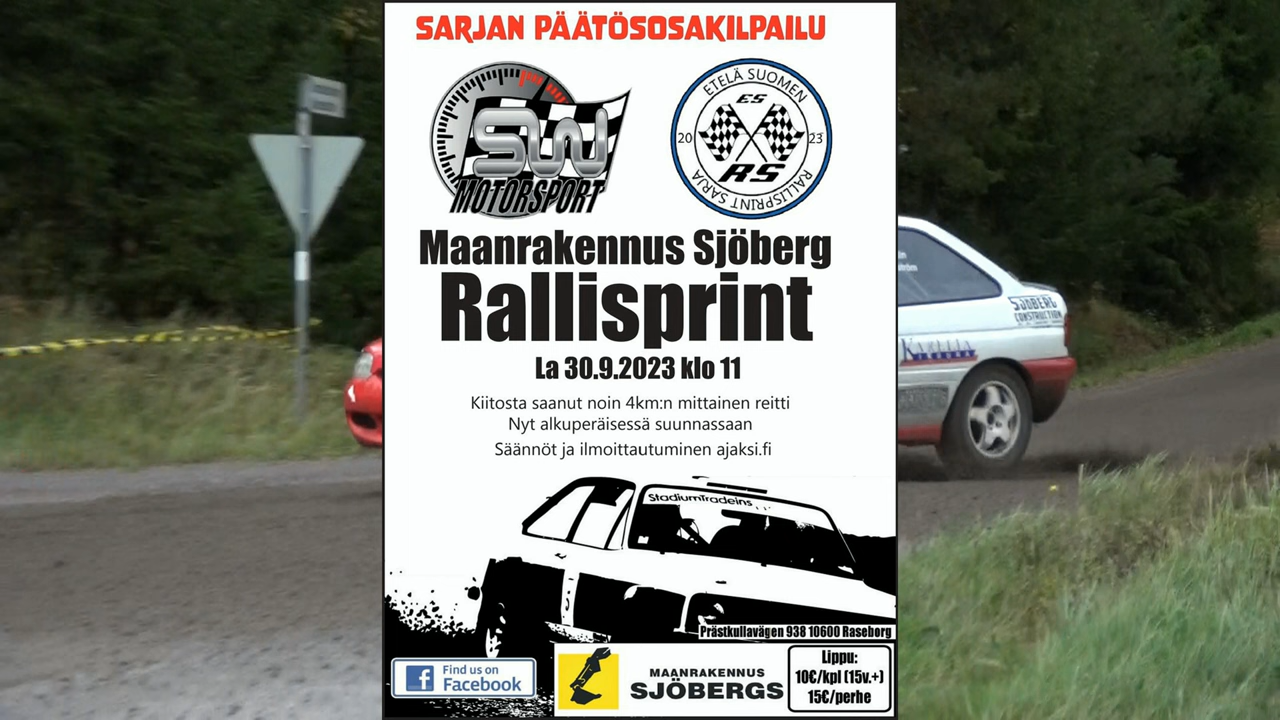 SARJAN PÄÄTÖSOSAKILPAILU
SW
MOTORSPORT
ETELÄ SUOMEN
ES
20 23
RS
RALLISPRINT SARJA
Maanrakennus Sjöberg
Rallisprint
La 30.9.2023 klo 11
Kiitosta saanut noin 4km:n mittainen reitti
Nyt alkuperäisessä suunnassaan
Säännöt ja ilmoittautuminen ajaksi.fi
SJÖBERG
CONSTRUCTION
KARELIA
StadiumTradeins
Prästkullavägen 938 10600 Raseborg
Find us on
Facebook
MAANRAKENNUS
SJÖBERGS
Lippu:
10€/kpl (15v.+)
15€/perhe